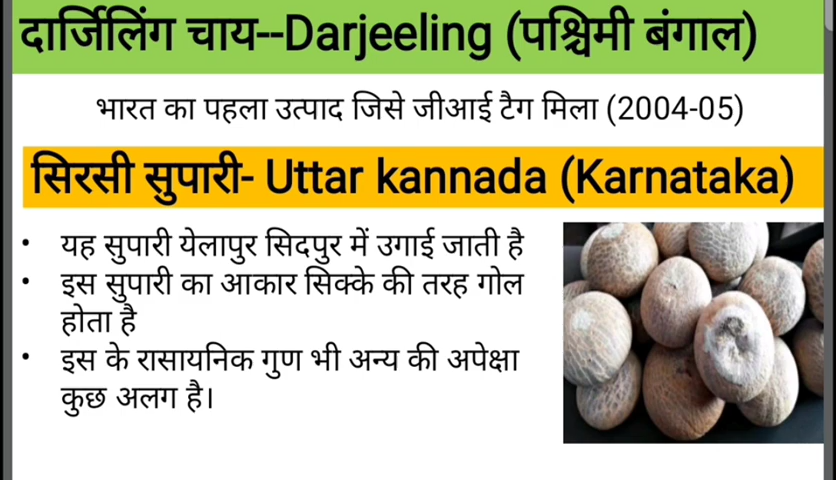 दार्जिलिंग चाय--Darjeeling (पश्चिमी बंगाल)
भारत का पहला उत्पाद जिसे जीआई टैग मिला (2004-05)
सिरसी सुपारी- Uttar kannada (Karnataka)
• यह सुपारी येलापुर सिदपुर में उगाई जाती है
• इस सुपारी का आकार सिक्के की तरह गोल
होता है
• इस के रासायनिक गुण भी अन्य की अपेक्षा
कुछ अलग है।